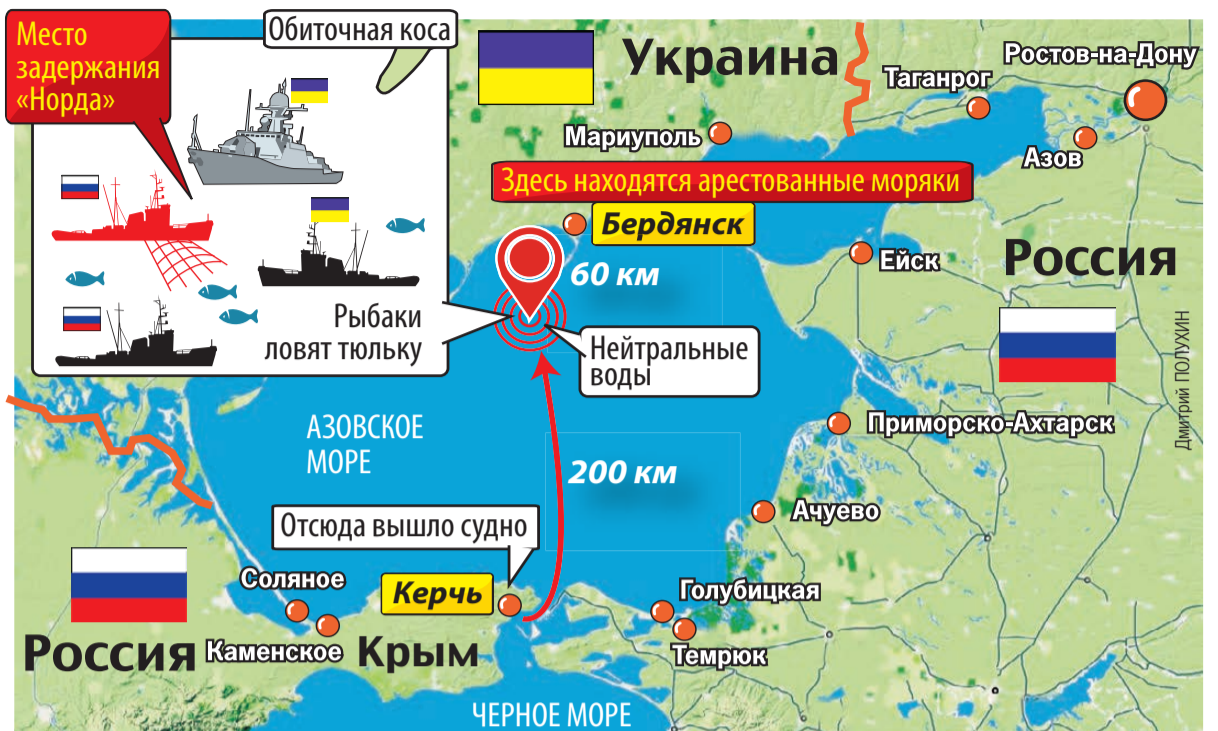 Место
задержания
«Норда»
Обиточная коса
Рыбаки
ловят тюльку
Украина
Ростов-на-Дону
Таганрог
Мариуполь
Азов
Здесь находятся арестованные моряки
Бердянск
60 км
Ейск
Россия
Нейтральные
воды
Дмитрий ПОЛУХИН
Приморско-Ахтарск
АЗОВСКОЕ
МОРЕ
200 км
Ачуево
Отсюда вышло судно
Соляное
Керчь
Голубицкая
Россия
Каменское
Крым
Темрюк
ЧЕРНОЕ МОРЕ